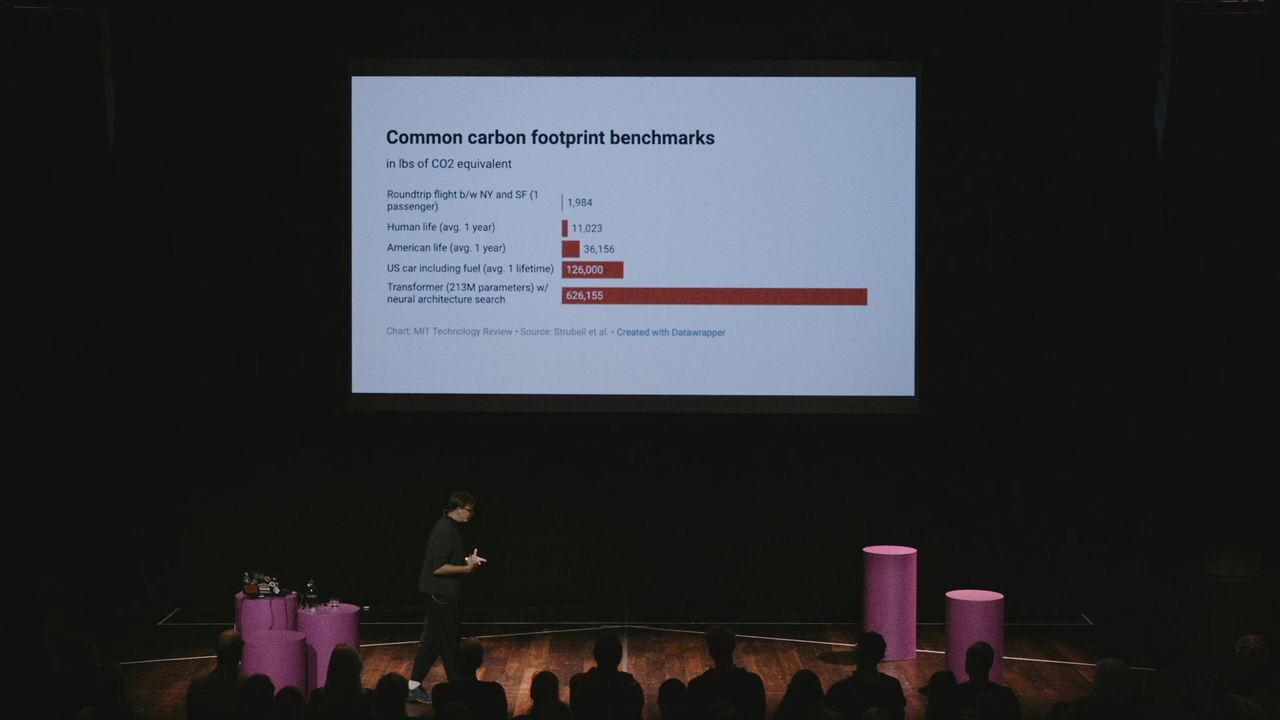 Common carbon footprint benchmarks
in lbs of CO2 equivalent
Roundtrip flight b/w NY and SF (1
passenger)
1,984
Human life (avg. 1 year)
11,023
American life (avg. 1 year)
36,156
US car including fuel (avg. 1 lifetime)
126,000
Transformer (213M parameters) w/
neural architecture search
626,155
Chart: MIT Technology Review • Source: Strubell et al. • Created with Datawrapper